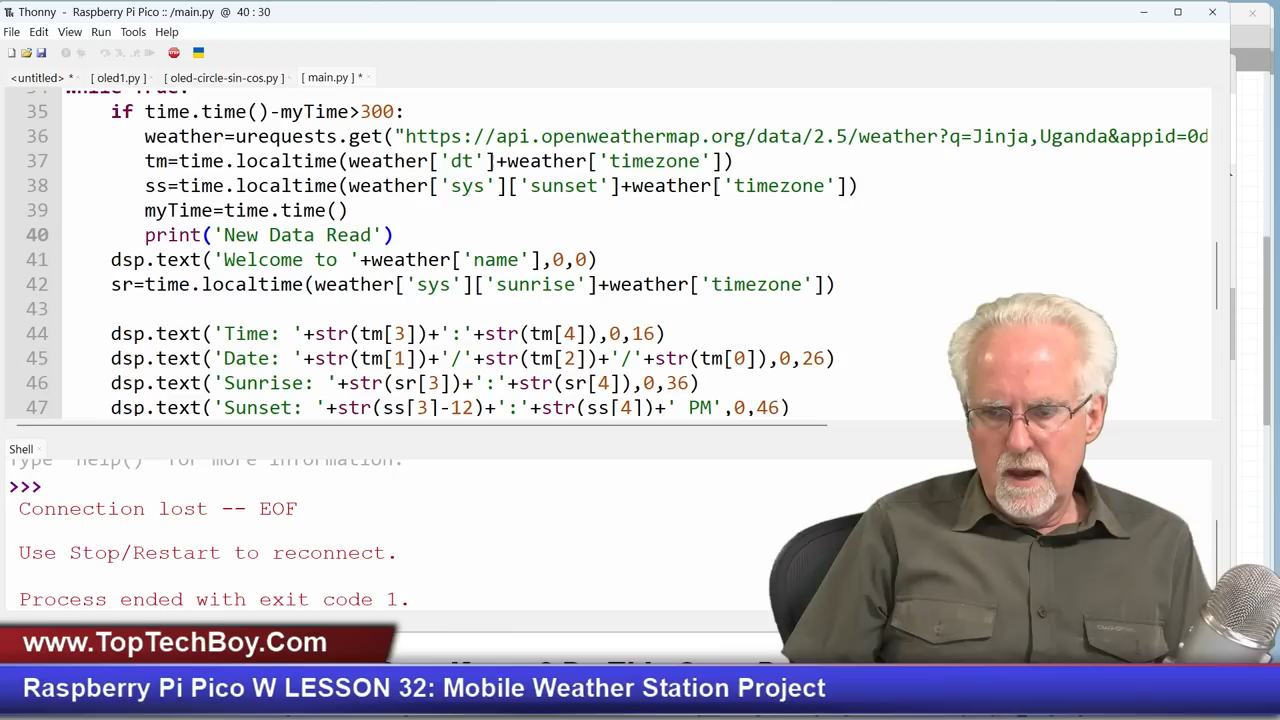 Thonny - Raspberry Pi Pico :: /main.py @ 40 : 30
File Edit View Run Tools Help
<untitled> * [ oled1.py ] [ oled-circle-sin-cos.py ] [ main.py ] *
while True:
35 if time.time()-myTime>300:
36 weather=urequests.get("https://api.openweathermap.org/data/2.5/weather?q=Jinja,Uganda&appid=0d
37 tm=time.localtime(weather['dt']+weather['timezone'])
38 ss=time.localtime(weather['sys']['sunset']+weather['timezone'])
39 myTime=time.time()
40 print('New Data Read')
41 dsp.text('Welcome to '+weather['name'],0,0)
42 sr=time.localtime(weather['sys']['sunrise']+weather['timezone'])
43
44 dsp.text('Time: '+str(tm[3])+':'+str(tm[4]),0,16)
45 dsp.text('Date: '+str(tm[1])+'/'+str(tm[2])+'/'+str(tm[0]),0,26)
46 dsp.text('Sunrise: '+str(sr[3])+':'+str(sr[4]),0,36)
47 dsp.text('Sunset: '+str(ss[3]-12)+':'+str(ss[4])+' PM',0,46)
Shell
Type "help()" for more information.
>>>
Connection lost -- EOF
Use Stop/Restart to reconnect.
Process ended with exit code 1.
www.TopTechBoy.Com
Raspberry Pi Pico W LESSON 32: Mobile Weather Station Project